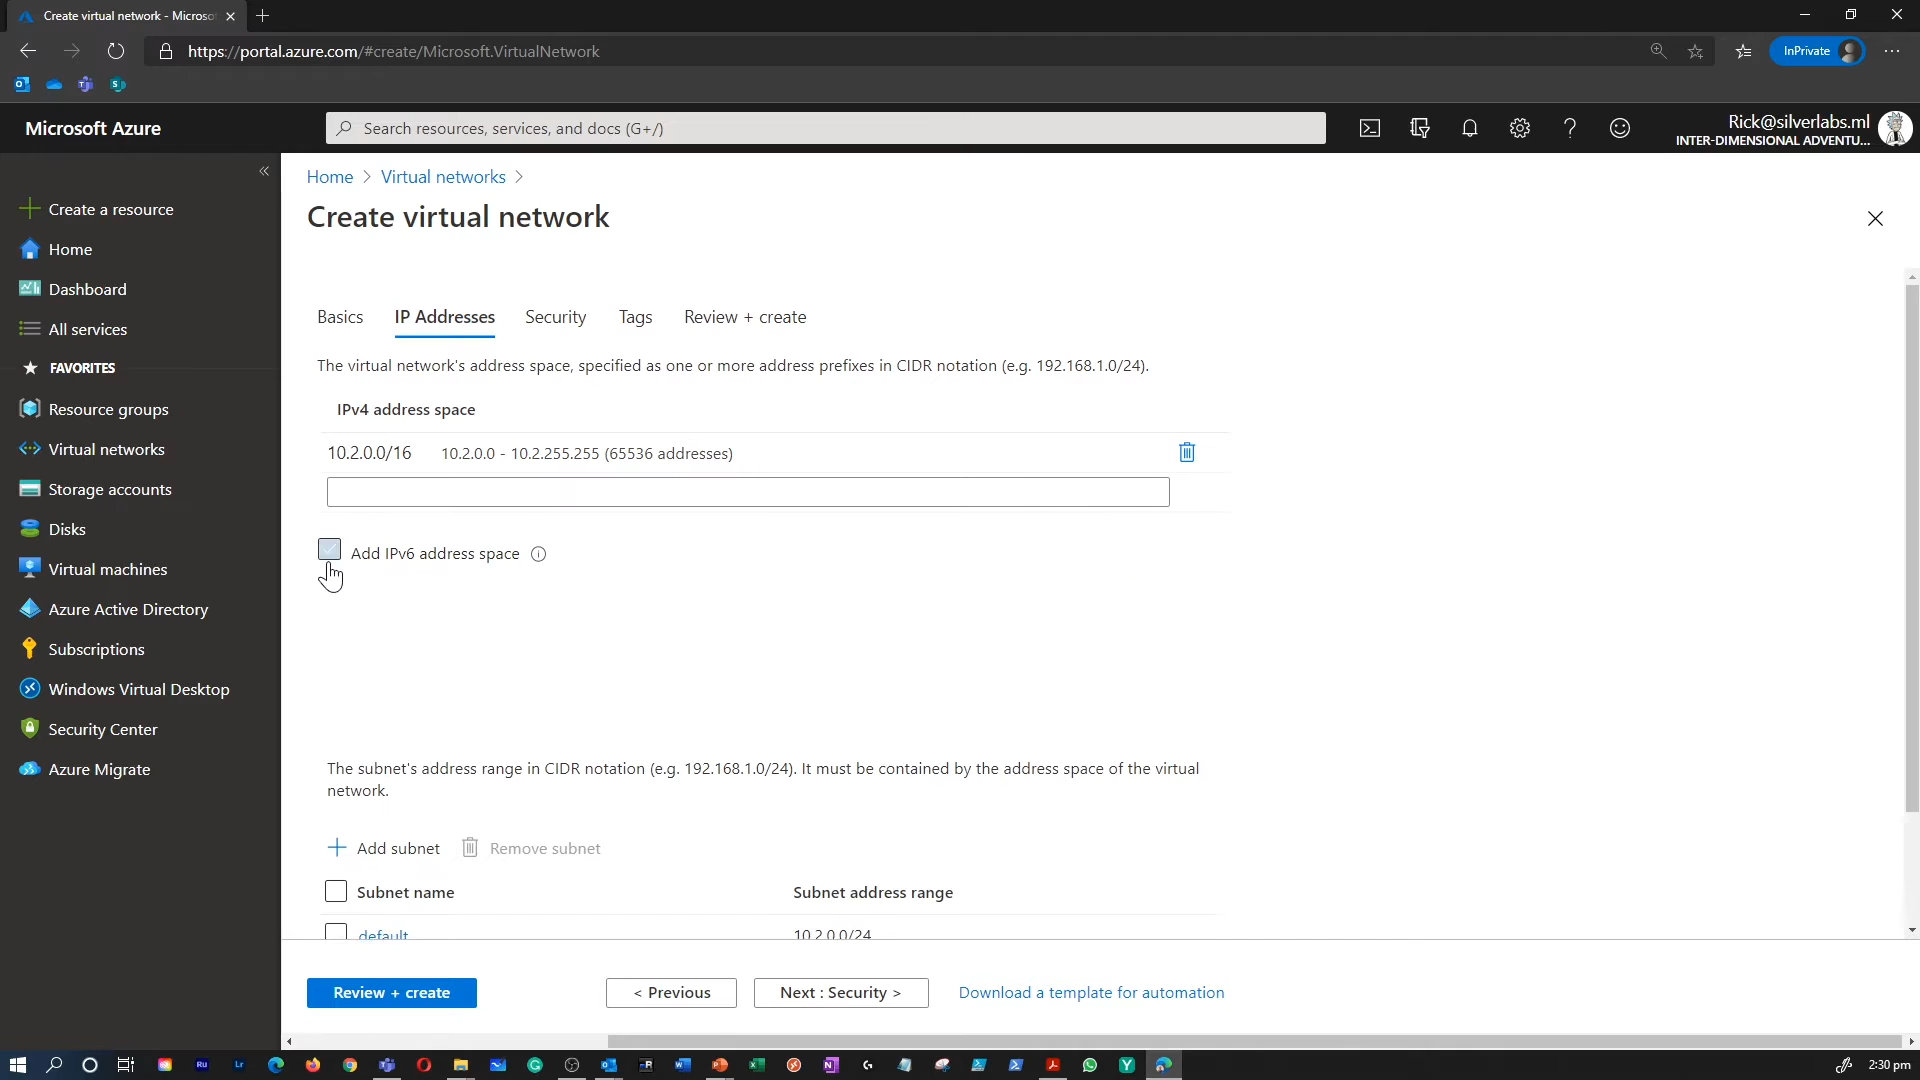 Create virtual network - Microso
https://portal.azure.com/#create/Microsoft.VirtualNetwork
InPrivate
Microsoft Azure
Search resources, services, and docs (G+/)
Rick@silverlabs.ml
INTER-DIMENSIONAL ADVENTU...
Create a resource
Home
Dashboard
All services
FAVORITES
Resource groups
Virtual networks
Storage accounts
Disks
Virtual machines
Azure Active Directory
Subscriptions
Windows Virtual Desktop
Security Center
Azure Migrate
Home > Virtual networks >
Create virtual network
Basics IP Addresses Security Tags Review + create
The virtual network's address space, specified as one or more address prefixes in CIDR notation (e.g. 192.168.1.0/24).
IPv4 address space
10.2.0.0/16 10.2.0.0 - 10.2.255.255 (65536 addresses)
Add IPv6 address space
The subnet's address range in CIDR notation (e.g. 192.168.1.0/24). It must be contained by the address space of the virtual
network.
Add subnet Remove subnet
Subnet name Subnet address range
default 10.2.0.0/24
Review + create < Previous Next : Security > Download a template for automation
2:30 pm